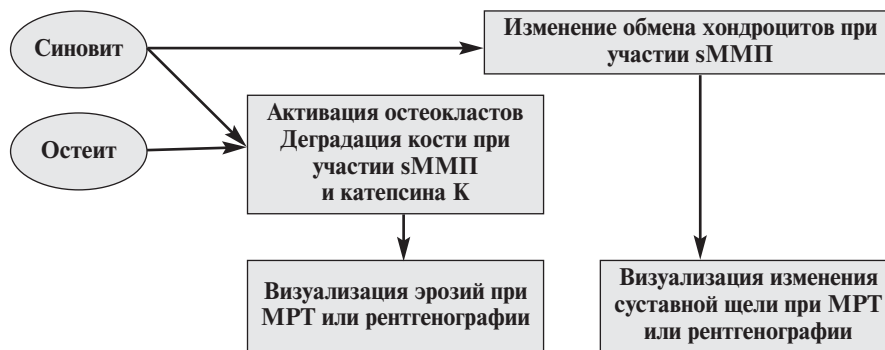 Синовит
Изменение обмена хондроцитов при
участии sММП
Остеит
Активация остеокластов
Деградация кости при
участии sММП
и катепсина К
Визуализация эрозий при
МРТ или рентгенографии
Визуализация изменения
суставной щели при МРТ
или рентгенографии